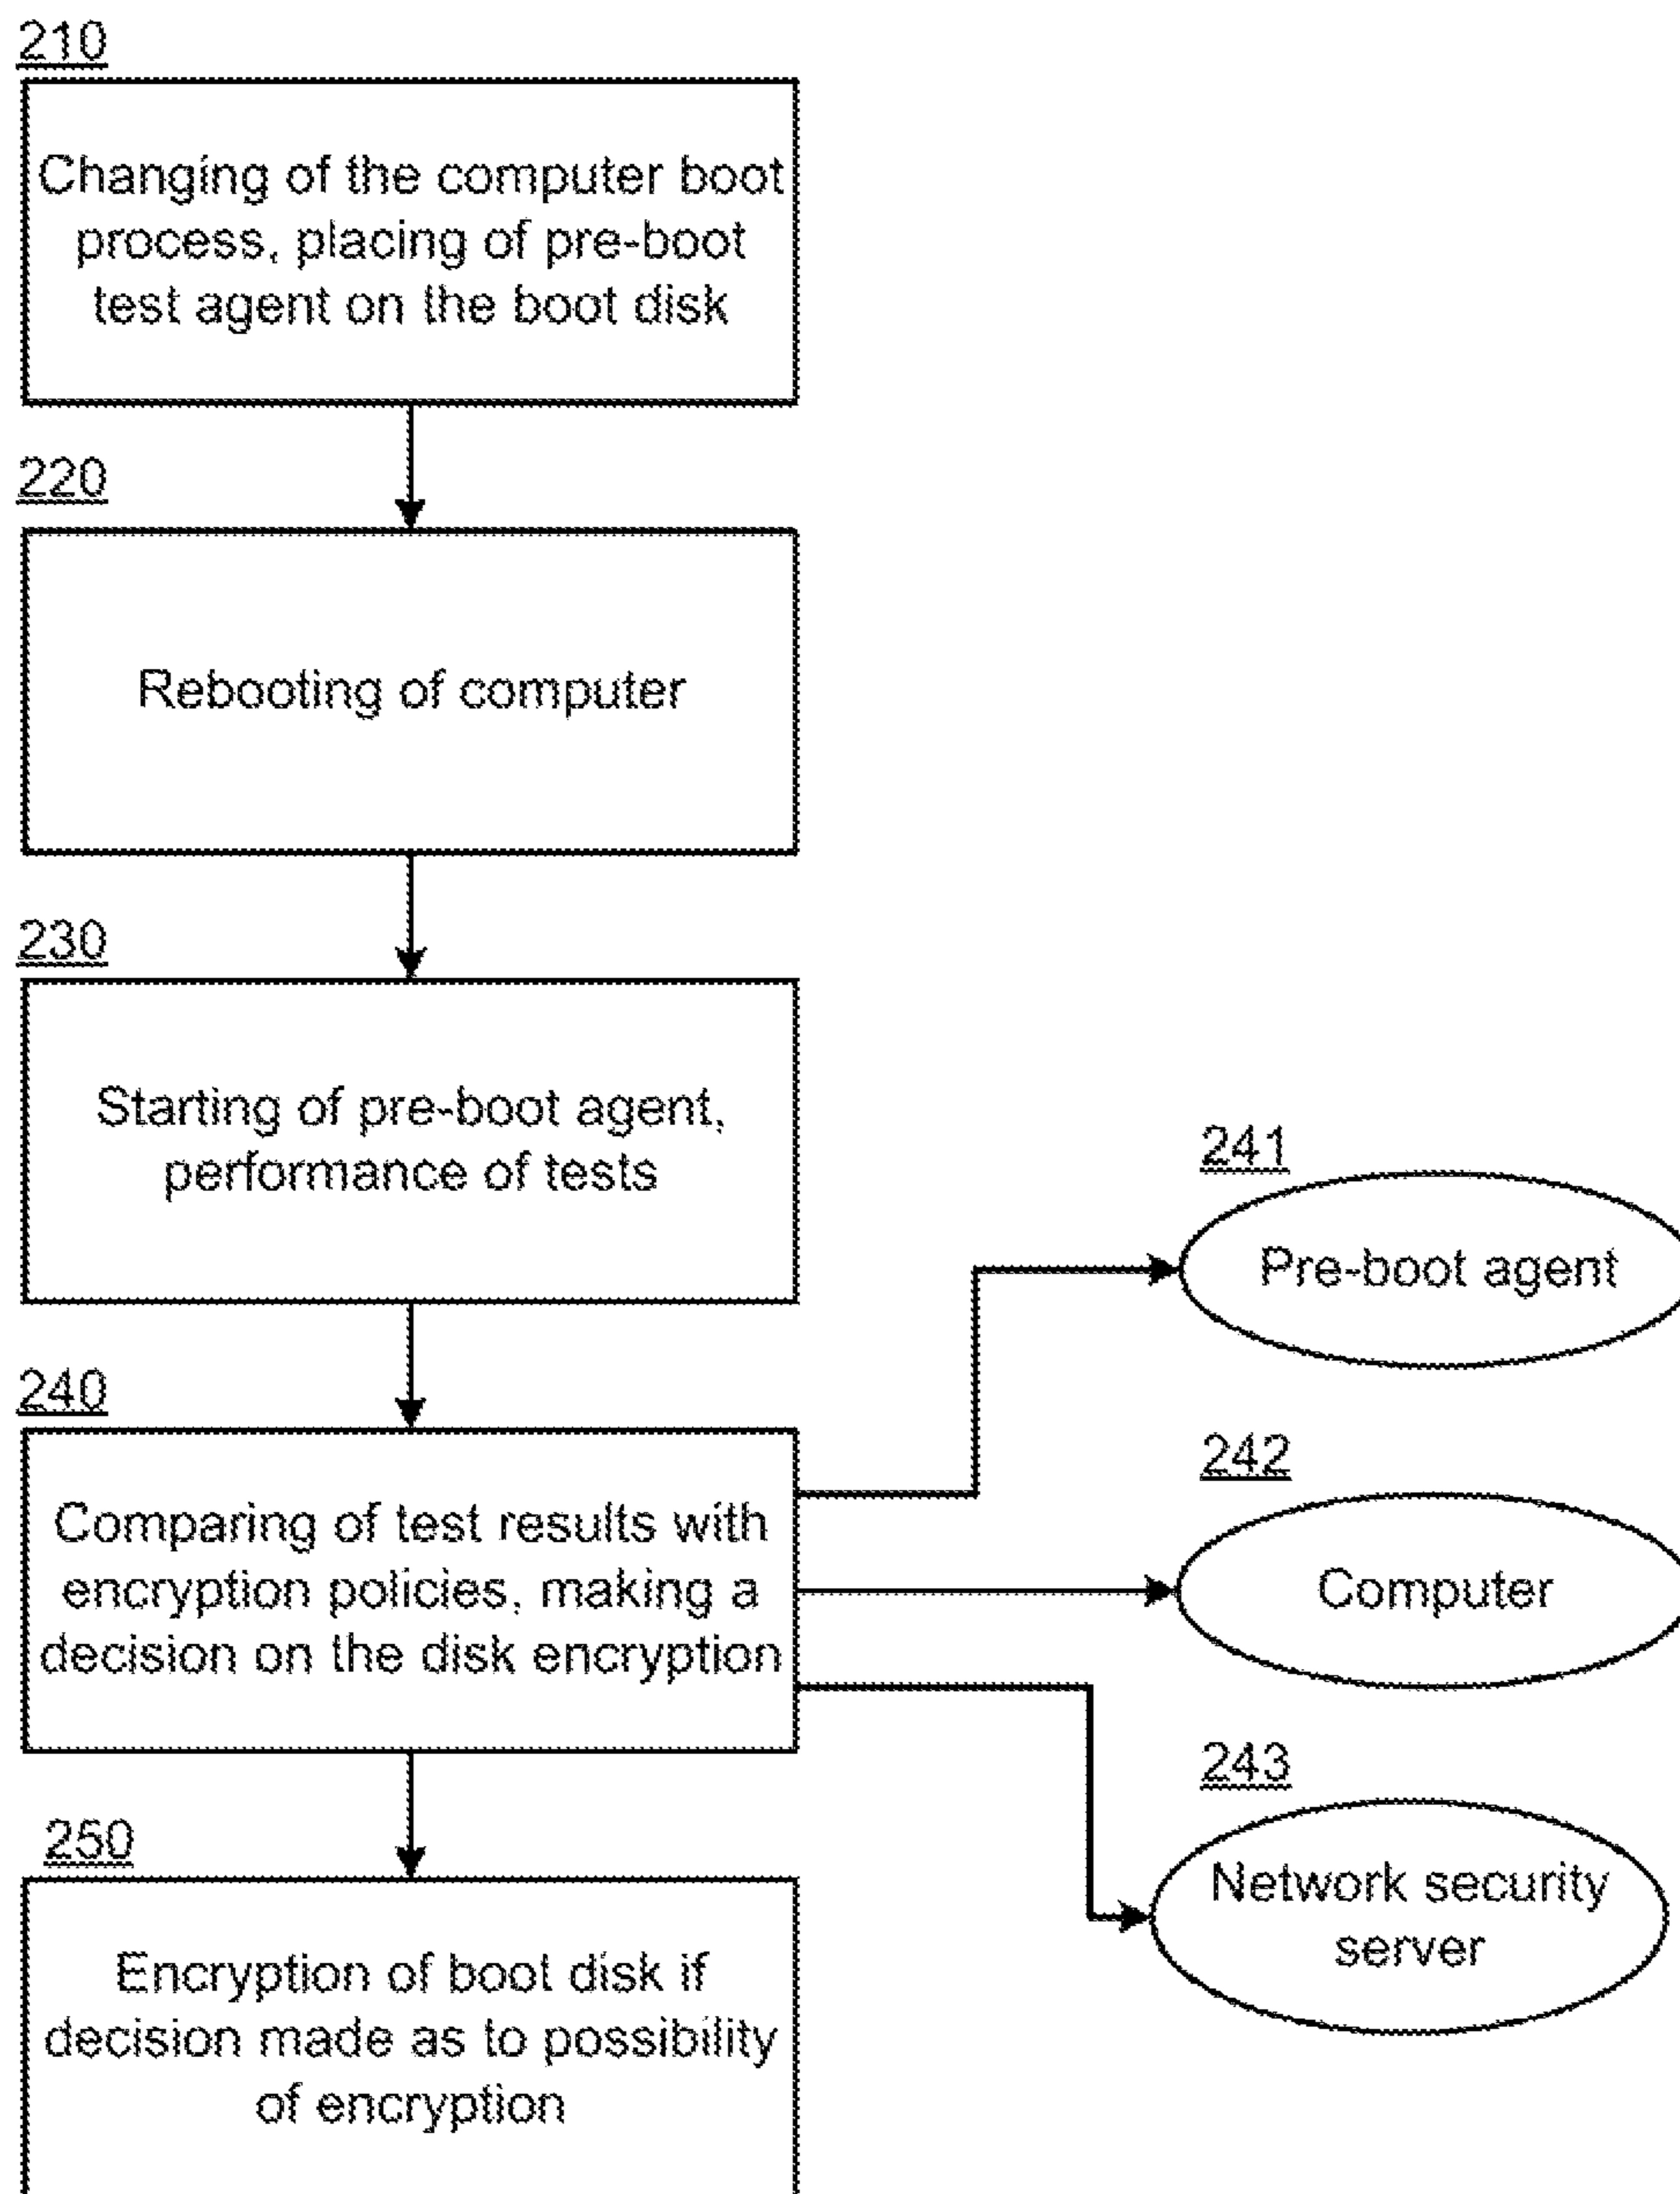 210
Changing of the computer boot
process, placing of pre-boot
test agent on the boot disk
220
Rebooting of computer
230
Starting of pre-boot agent,
performance of tests
240
Comparing of test results with
encryption policies, making a
decision on the disk encryption
241
Pre-boot agent
242
Computer
243
Network security
server
250
Encryption of boot disk if
decision made as to possibility
of encryption